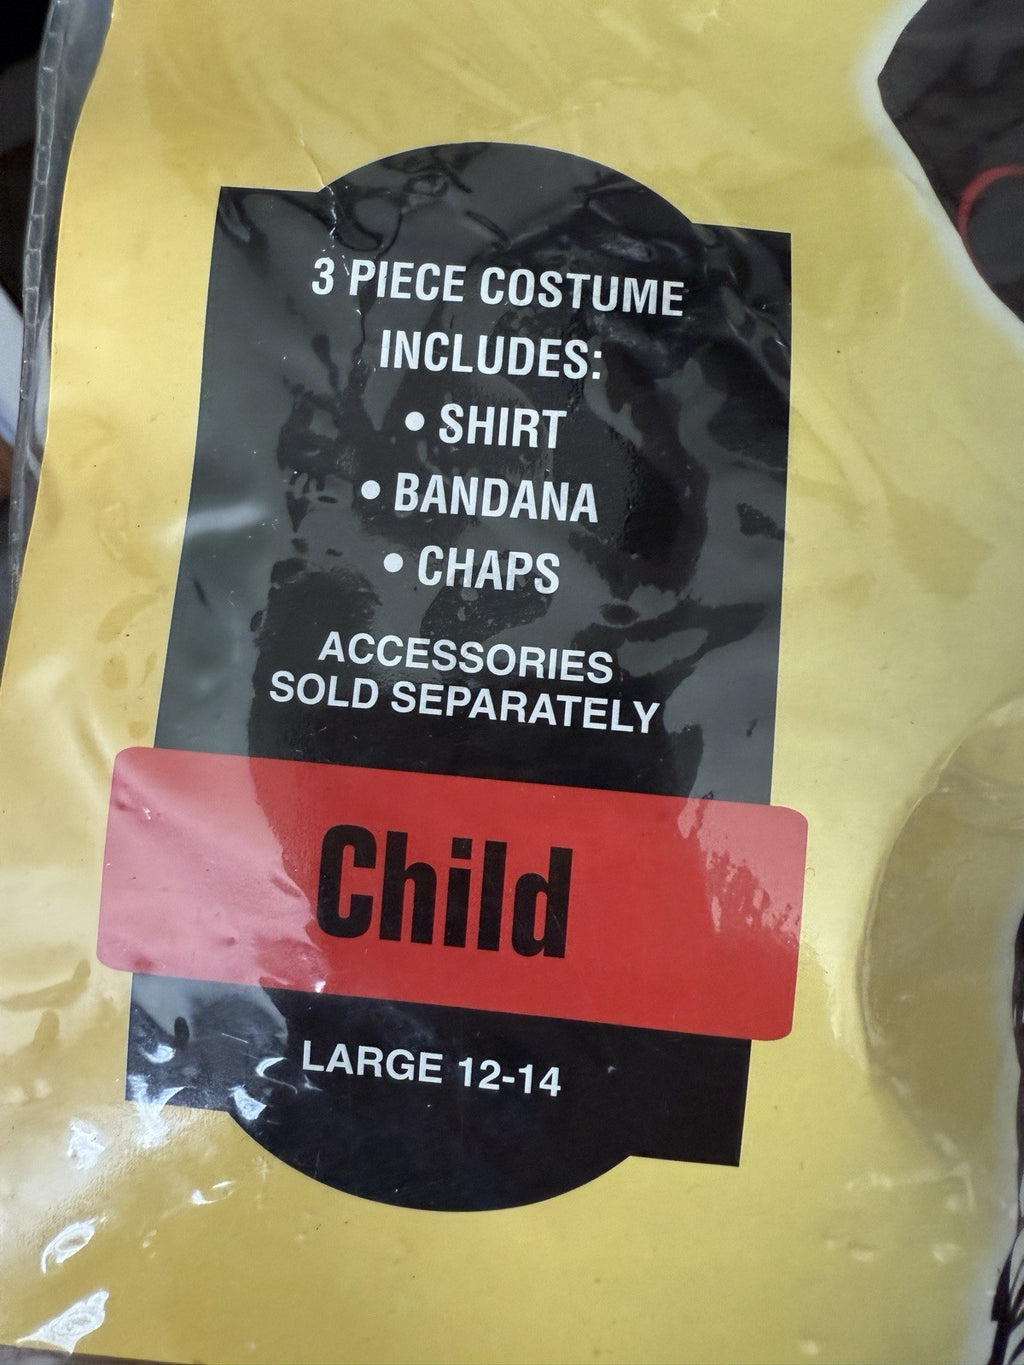 3 PIECE COSTUME
INCLUDES:
• SHIRT
• BANDANA
• CHAPS
ACCESSORIES
SOLD SEPARATELY
Child
LARGE 12-14